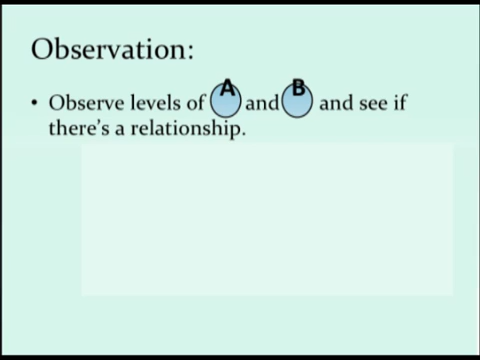 Observation:
• Observe levels of A and B and see if
there's a relationship.